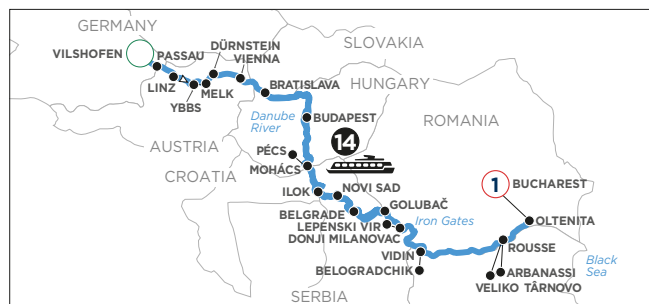 GERMANY
VILSHOFEN
PASSAU
DÜRNSTEIN
VIENNA
SLOVAKIA
LINZ
YBBS
MELK
BRATISLAVA
HUNGARY
Danube
River
BUDAPEST
ROMANIA
AUSTRIA
PÉCS
14
MOHÁCS
CROATIA
ILOK
NOVI SAD
1
BUCHAREST
GOLUBAČ
BELGRADE
LEPENSKI VIR
DONJI MILANOVAC
Iron Gates
OLTENITA
VIDIN
ROUSSE
BELOGRADCHIK
ARBANASSI
VELIKO TÂRNOVO
Black
Sea
SERBIA